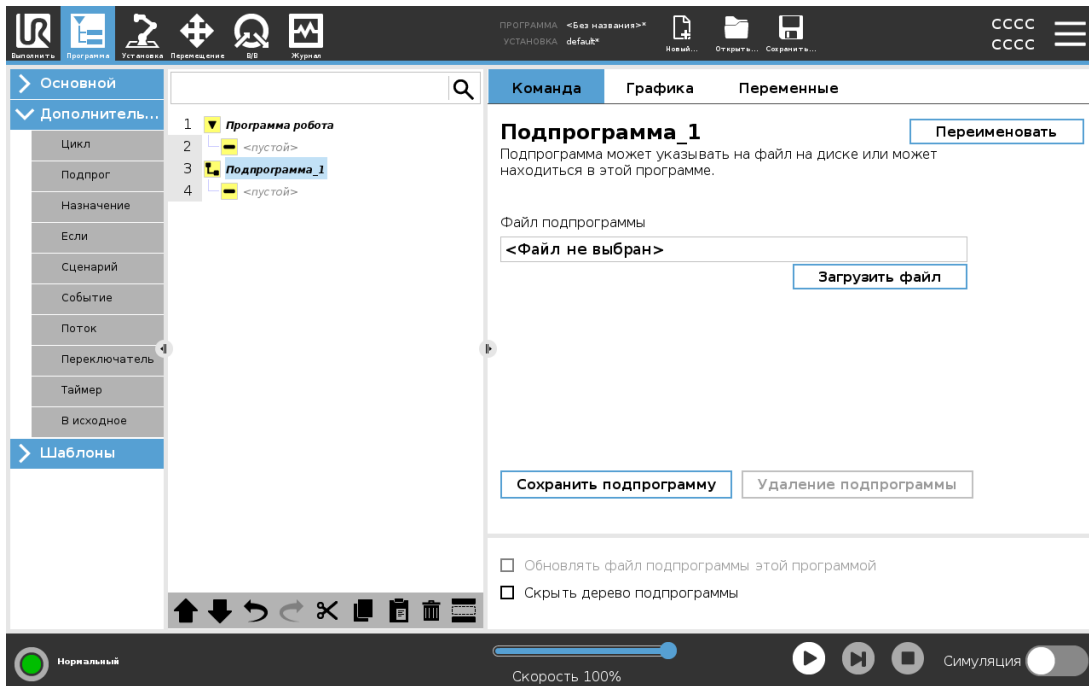 ПРОГРАММА <Без названия>*
УСТАНОВКА default*
Выполнить Программа Установка Перемещение В/В Журнал
Новый... Открыть... Сохранить...
CCCC
CCCC
Основной
Дополнитель...
Цикл
Подпрог
Назначение
Если
Сценарий
Событие
Поток
Переключатель
Таймер
В исходное
Шаблоны
1 Программа робота
2 <пустой>
3 Подпрограмма_1
4 <пустой>
Команда Графика Переменные
Подпрограмма_1
Переименовать
Подпрограмма может указывать на файл на диске или может
находиться в этой программе.
Файл подпрограммы
<Файл не выбран>
Загрузить файл
Сохранить подпрограмму Удаление подпрограммы
Обновлять файл подпрограммы этой программой
Скрыть дерево подпрограммы
Нормальный
Скорость 100%
Симуляция